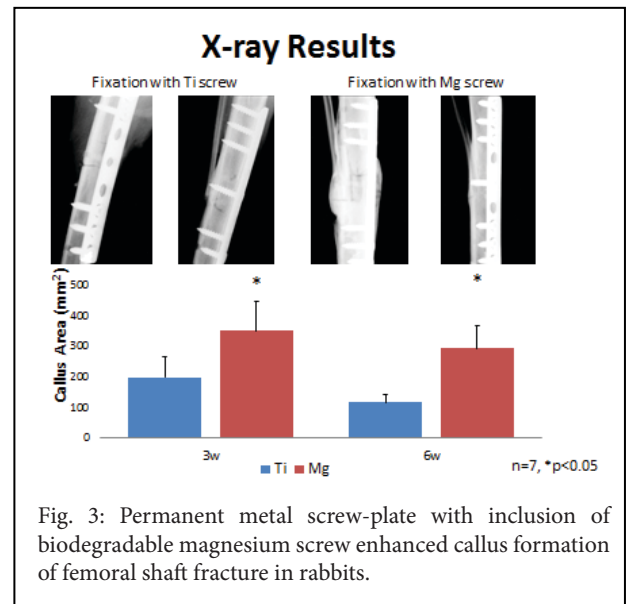 X-ray Results
Fixation with Ti screw
Fixation with Mg screw
Callus Area (mm²)
500
400
300
200
100
0
*
*
3w
6w
Ti
Mg
n=7, *p<0.05
Fig. 3: Permanent metal screw-plate with inclusion of
biodegradable magnesium screw enhanced callus formation
of femoral shaft fracture in rabbits.